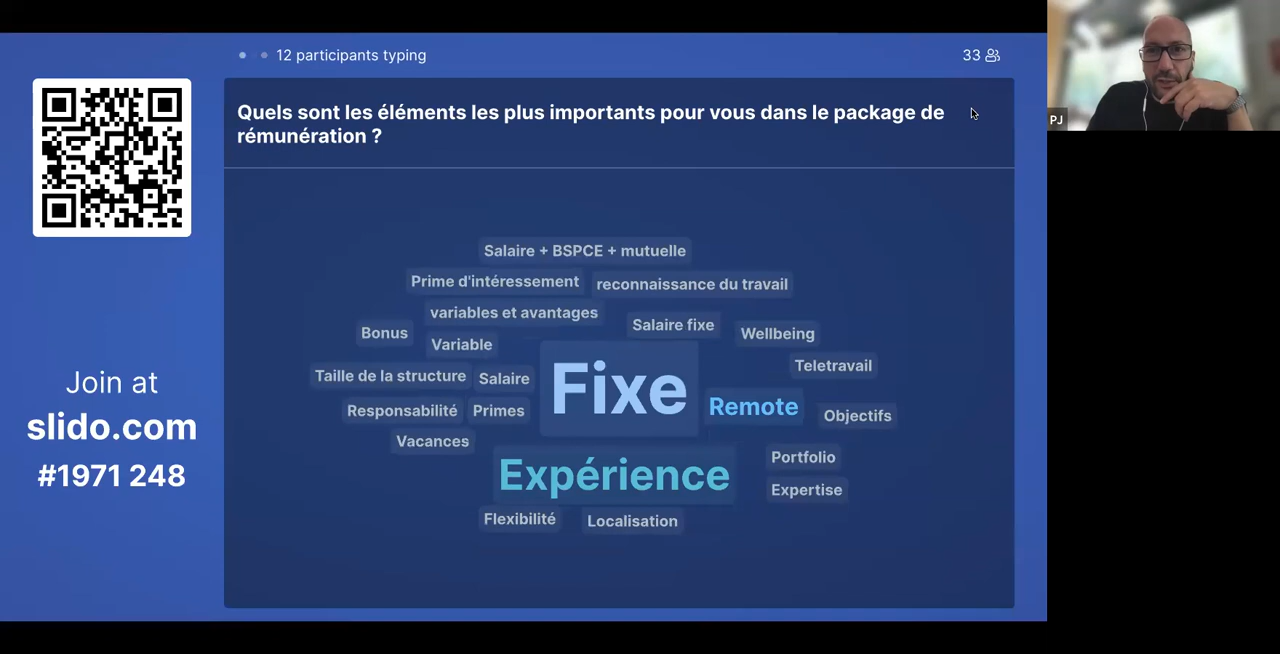 12 participants typing
33
Quels sont les éléments les plus importants pour vous dans le package de
rémunération ?
Join at
slido.com
#1971 248
Salaire + BSPCE + mutuelle
Prime d'intéressement
reconnaissance du travail
variables et avantages
Salaire fixe
Bonus
Wellbeing
Variable
Teletravail
Taille de la structure
Salaire
Fixe
Remote
Responsabilité
Primes
Objectifs
Vacances
Portfolio
Expérience
Expertise
Flexibilité
Localisation
PJ